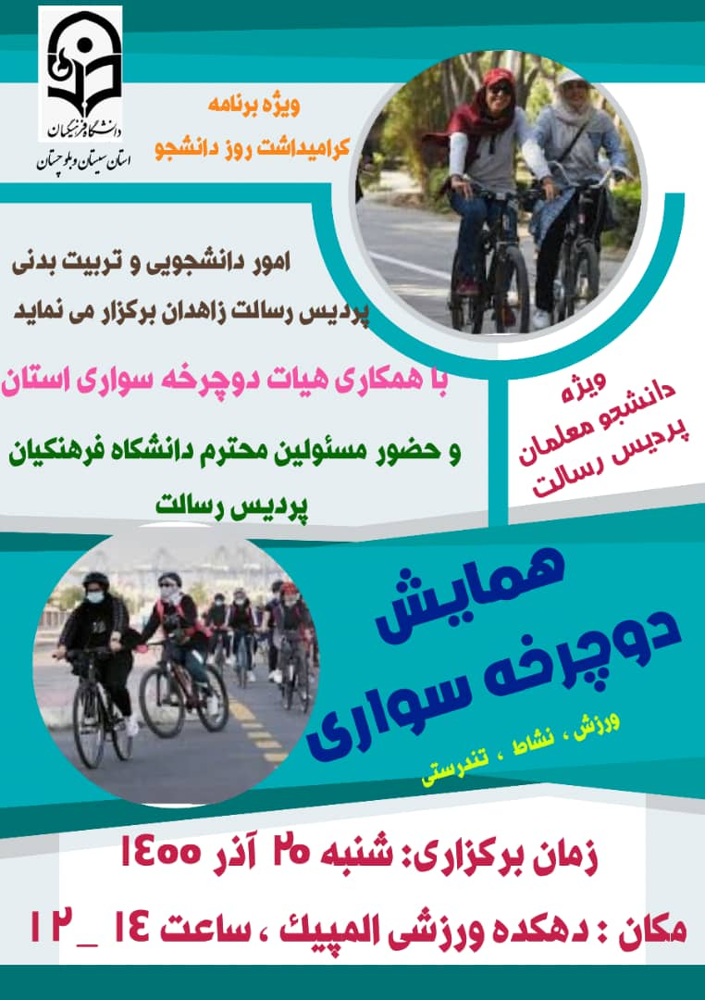 دانشگاه فرهنگیان
استان سیستان و بلوچستان
ویژه برنامه
کرامیداشت روز دانشجو
امور دانشجویی و تربیت بدنی
پردیس رسالت زاهدان برکزار می نماید
با همکاری هیات دوچرخه سواری استان
و حضور مسئولین محترم دانشکاه فرهنکیان
پردیس رسالت
ویژه
دانشجو معلمان
پردیس رسالت
همایش
دوچرخه سواری
ورزش ، نشاط ، تندرستی
زمان برکزاری: شنبه ۲۰ آذر ۱٤۰۰
مکان : دهکده ورزشی المپیک ، ساعت ۱٤ _ ۱۲